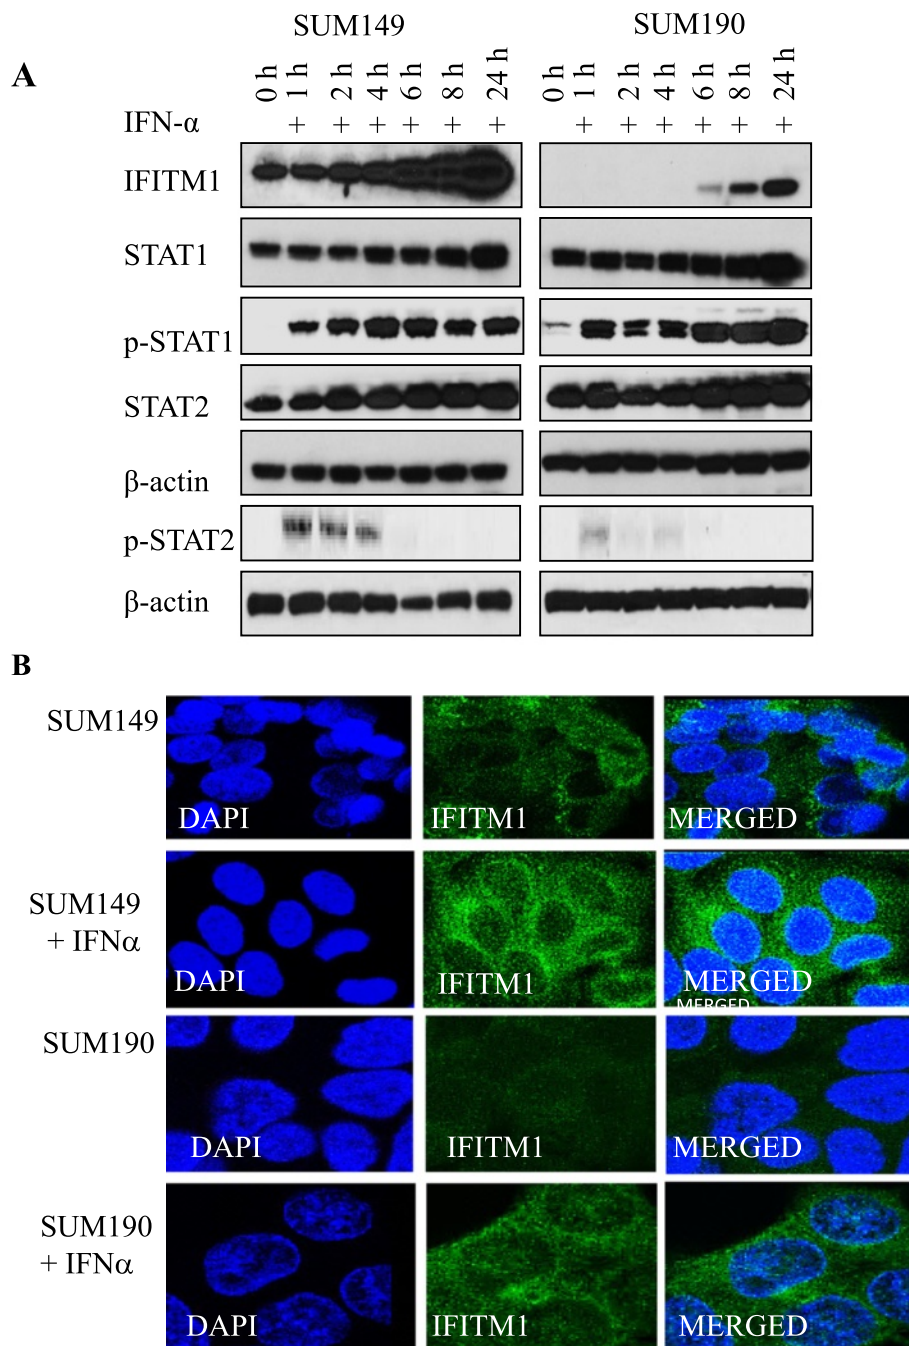 SUM149 SUM190
A
0 h 1 h 2 h 4 h 6 h 8 h 24 h 0 h 1 h 2 h 4 h 6 h 8 h 24 h
IFN-α + + + + + + + + + + + +
IFITM1
STAT1
p-STAT1
STAT2
β-actin
p-STAT2
β-actin
B
SUM149
DAPI IFITM1 MERGED
SUM149
+ IFNα
DAPI IFITM1 MERGED
MERGED
SUM190
DAPI IFITM1 MERGED
SUM190
+ IFNα
DAPI IFITM1 MERGED